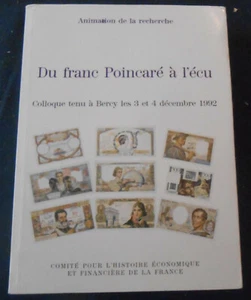 Animation de la recherche
Du franc Poincaré à l'écu
Colloque tenu à Bercy les 3 et 4 décembre 1992
COMITÉ POUR L'HISTOIRE ÉCONOMIQUE
ET FINANCIÈRE DE LA FRANCE